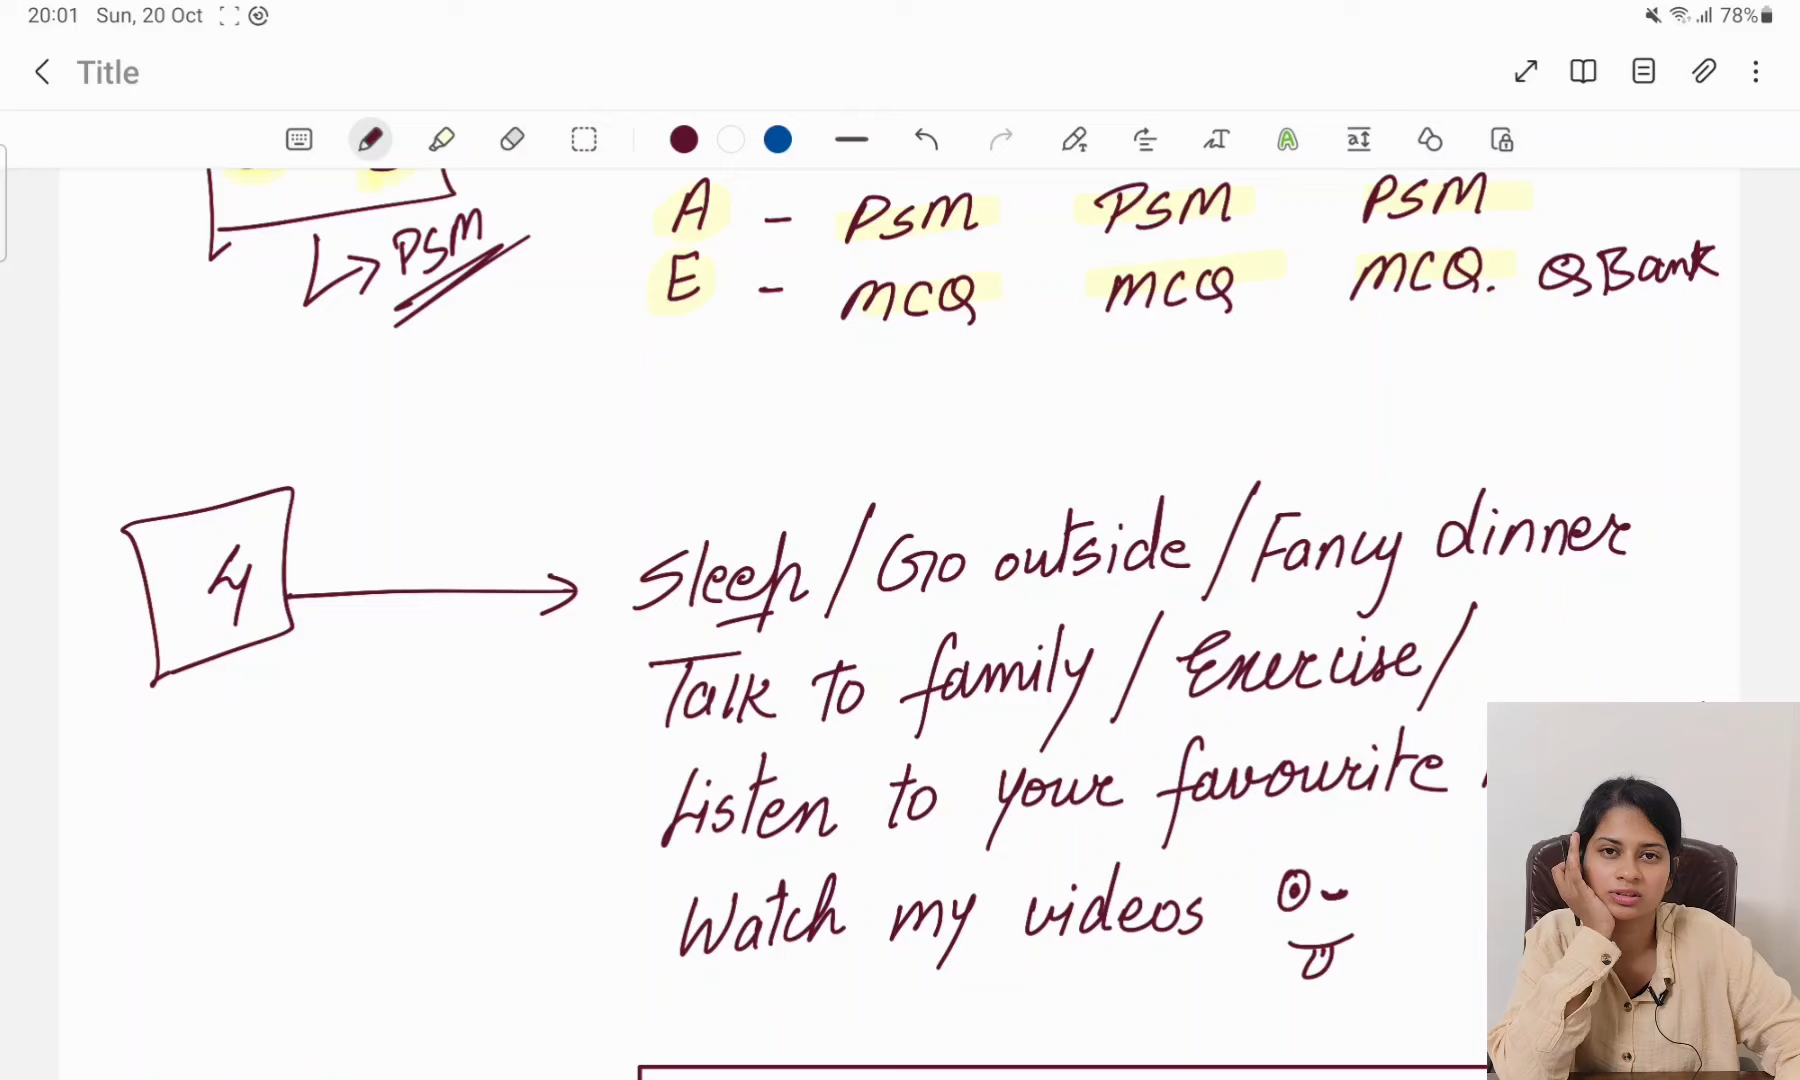 20:01 Sun, 20 Oct 78%
Title
A - PSM PSM PSM
PSM
E - MCQ MCQ MCQ. QBank
4
Sleep / Go outside / Fancy dinner
Talk to family / Exercise /
Listen to your favourite
Watch my videos